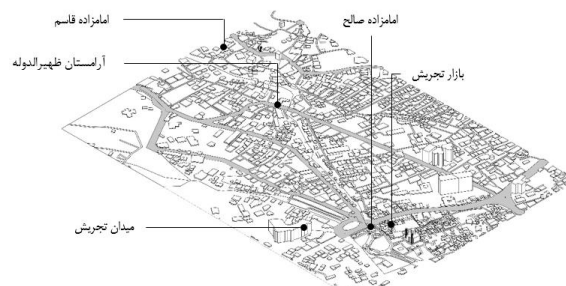 امامزاده قاسم
امامزاده صالح
آرامستان ظهیرالدوله
بازار تجریش
میدان تجریش